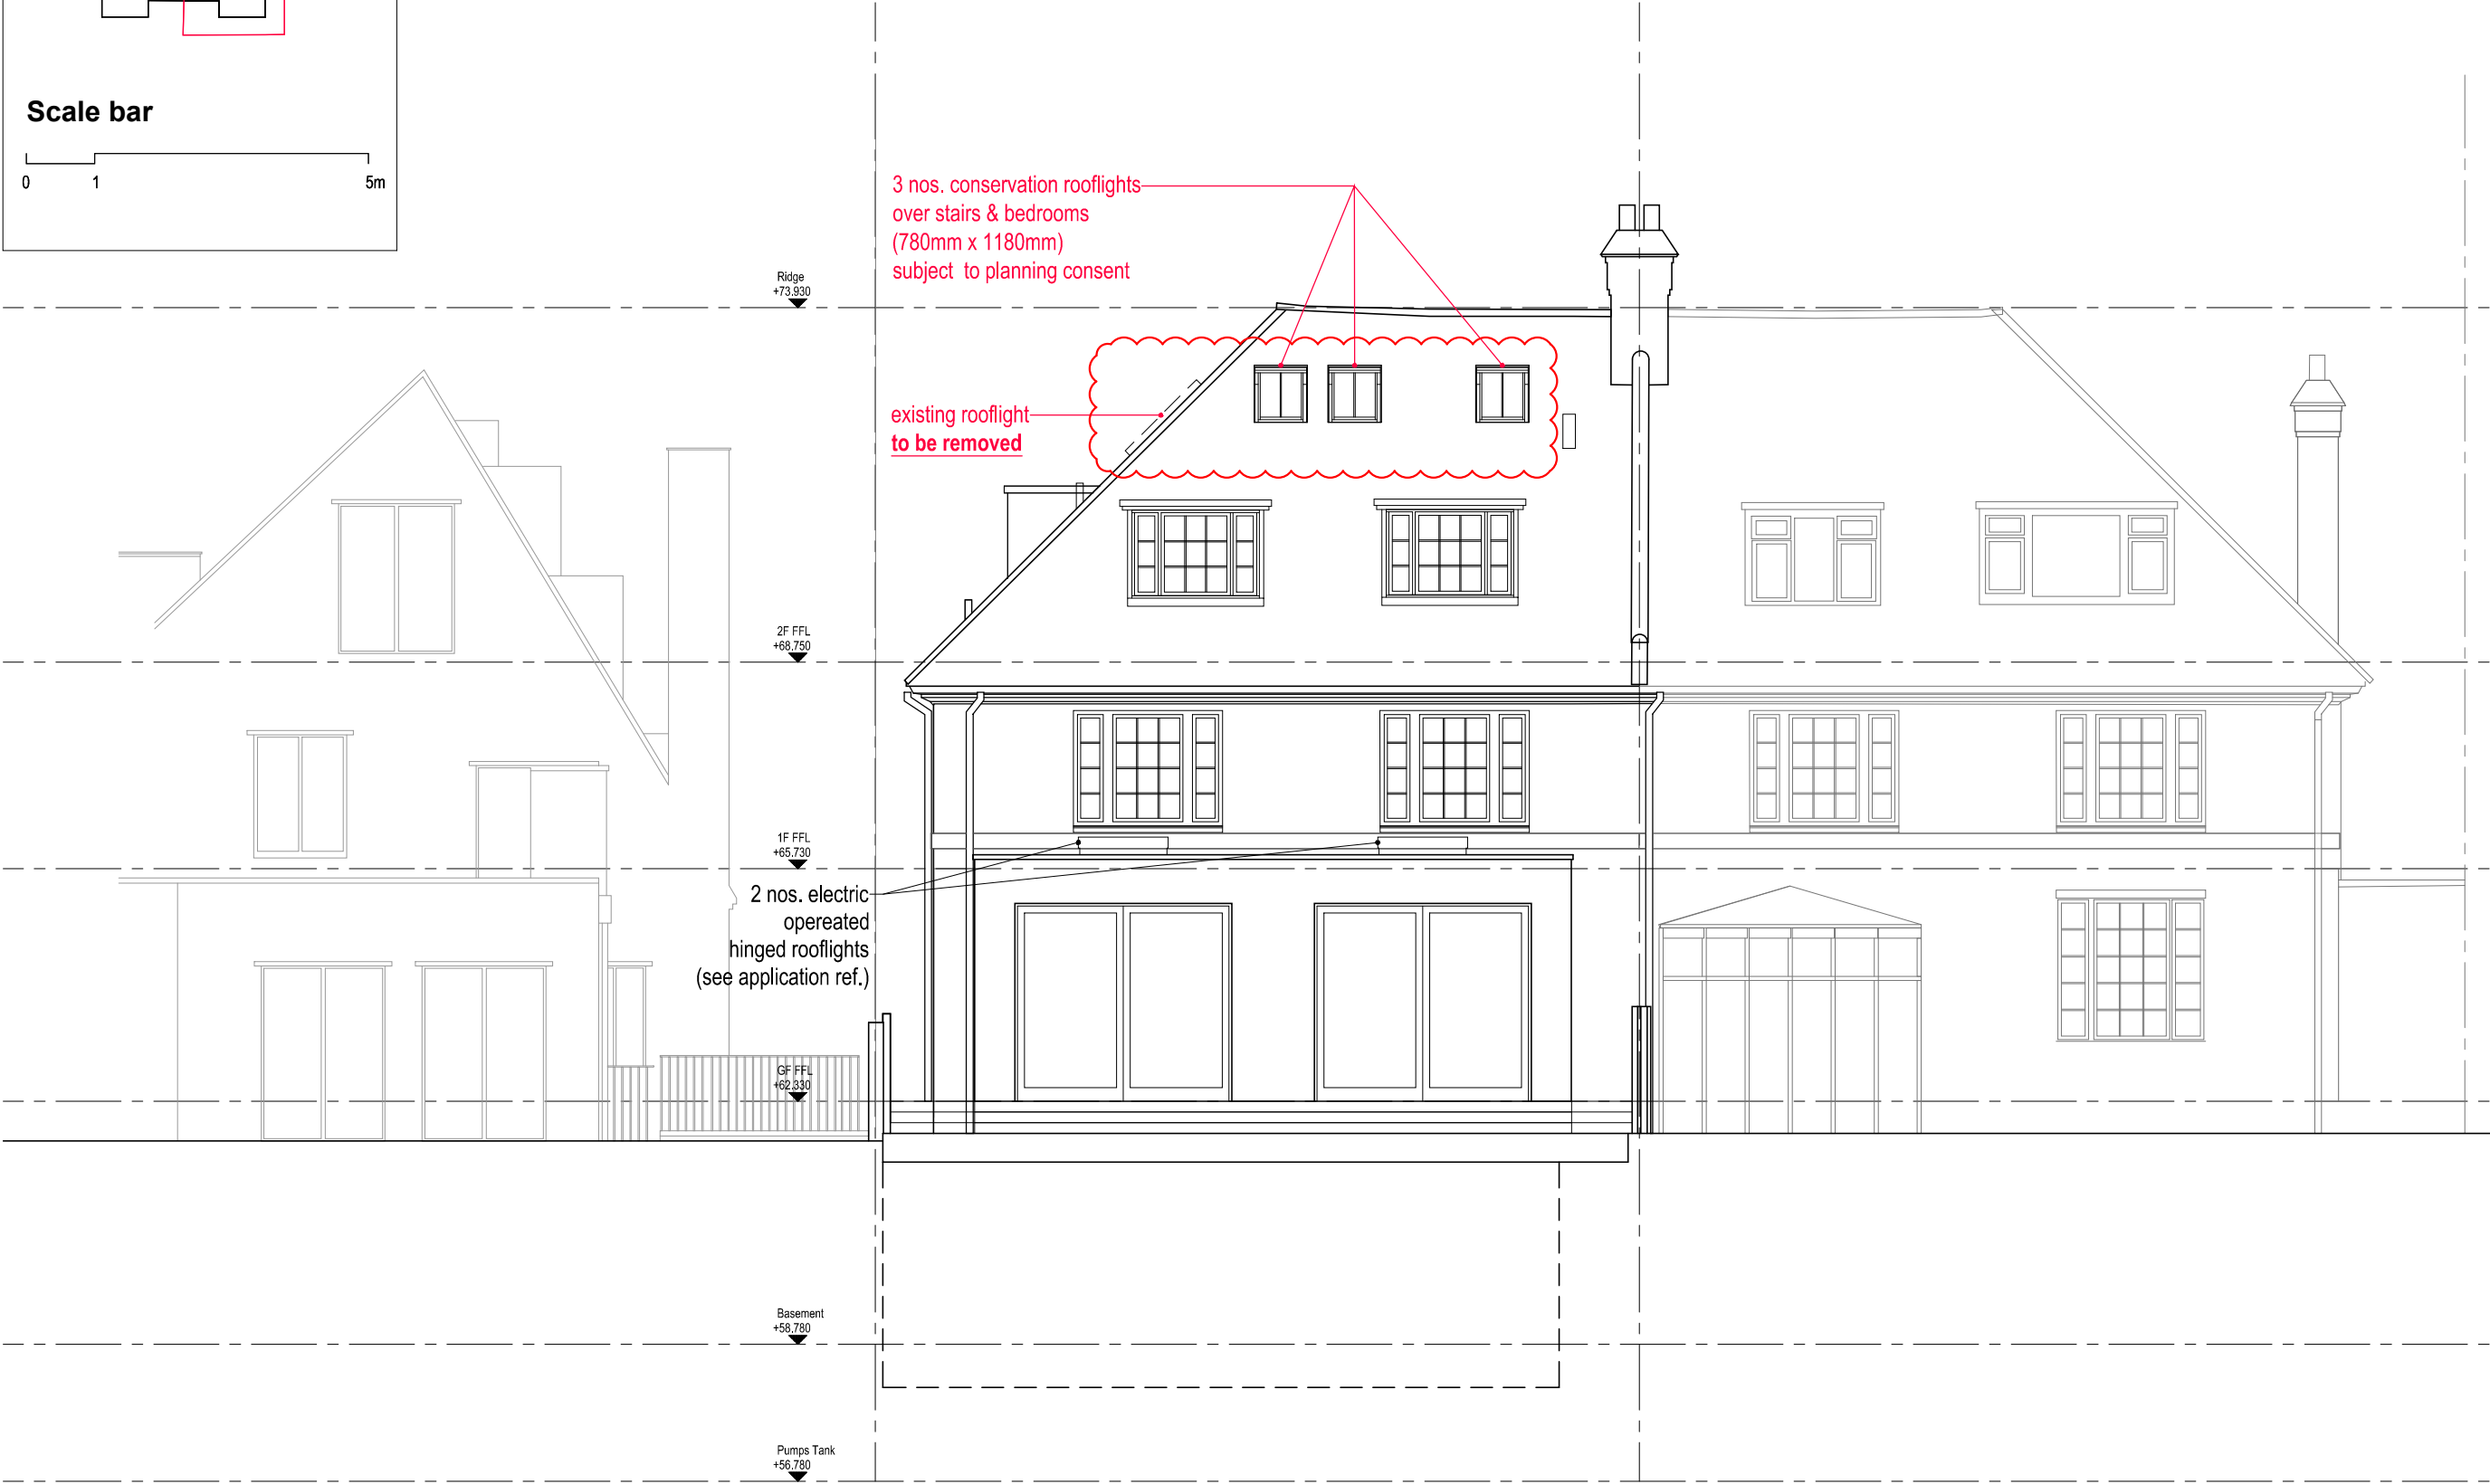 Scale bar
0 1 5m
3 nos. conservation rooflights
over stairs & bedrooms
(780mm x 1180mm)
subject to planning consent
Ridge
+73.930
existing rooflight
to be removed
2F FFL
+68.750
1F FFL
+65.730
2 nos. electric
opereated
hinged rooflights
(see application ref.)
GF FFL
+62.330
Basement
+58.780
Pumps Tank
+56.780